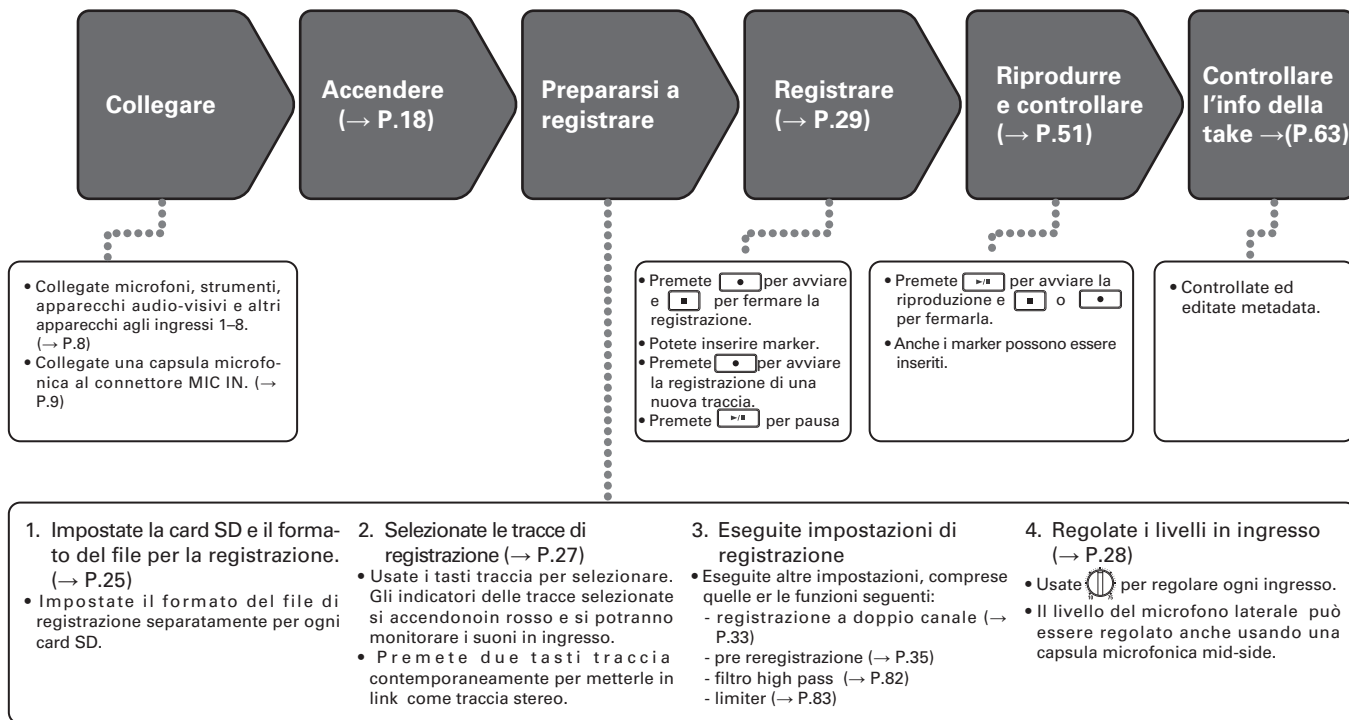 Collegare
Accendere
(→ P.18)
Prepararsi a
registrare
Registrare
(→ P.29)
Riprodurre
e controllare
(→ P.51)
Controllare
l'info della
take →(P.63)
• Collegate microfoni, strumenti,
apparecchi audio-visivi e altri
apparecchi agli ingressi 1–8.
(→ P.8)
• Collegate una capsula microfo-
nica al connettore MIC IN. (→
P.9)
• Premete per avviare
e per fermare la
registrazione.
• Potete inserire marker.
• Premete per avviare
la registrazione di una
nuova traccia.
• Premete per pausa
• Premete per avviare la
riproduzione e o
per fermarla.
• Anche i marker possono essere
inseriti.
• Controllate ed
editate metadata.
1. Impostate la card SD e il forma-
to del file per la registrazione.
(→ P.25)
• Impostate il formato del file di
registrazione separatamente per ogni
card SD.
2. Selezionate le tracce di
registrazione (→ P.27)
• Usate i tasti traccia per selezionare.
Gli indicatori delle tracce selezionate
si accendonoin rosso e si potranno
monitorare i suoni in ingresso.
• Premete due tasti traccia
contemporaneamente per metterle in
link come traccia stereo.
3. Eseguite impostazioni di
registrazione
• Eseguite altre impostazioni, comprese
quelle er le funzioni seguenti:
- registrazione a doppio canale (→
P.33)
- pre reregistrazione (→ P.35)
- filtro high pass (→ P.82)
- limiter (→ P.83)
4. Regolate i livelli in ingresso
(→ P.28)
• Usate per regolare ogni ingresso.
• Il livello del microfono laterale può
essere regolato anche usando una
capsula microfonica mid-side.